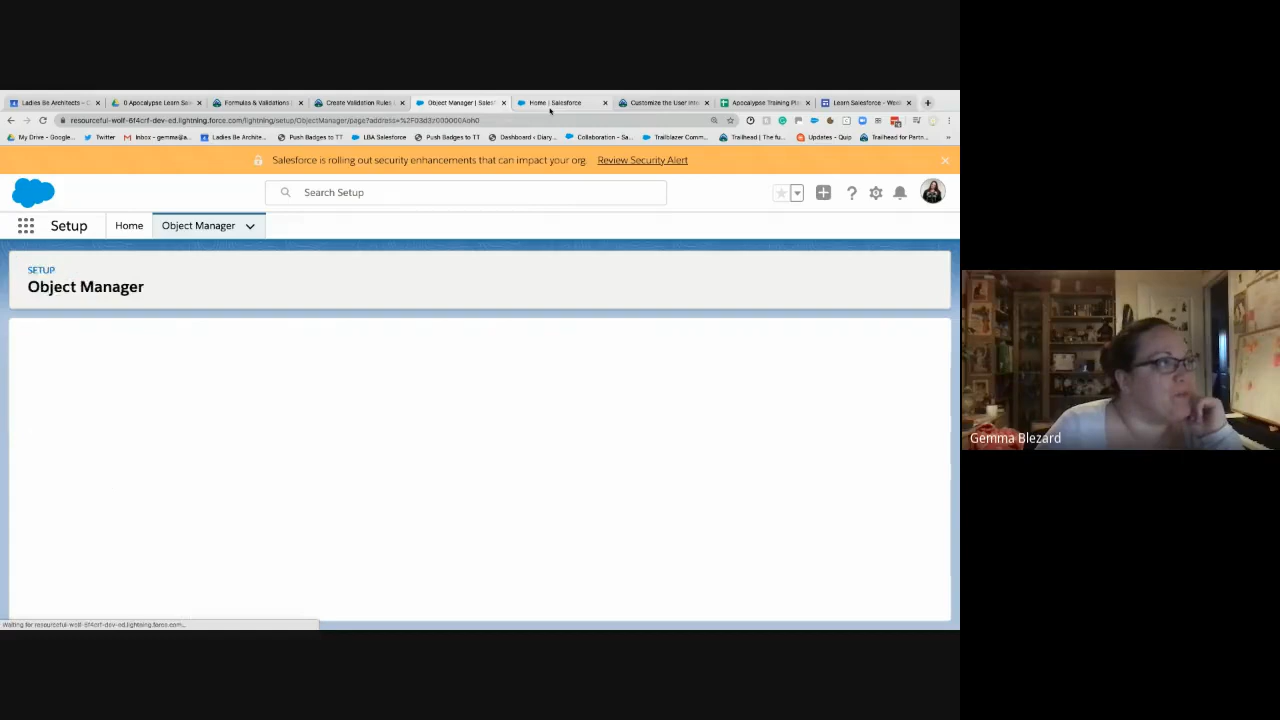 Ladies Be Architects - C
0 Apocalypse Learn Sale
Formulas & Validations |
Create Validation Rules |
Object Manager | Salesf
Home | Salesforce
Customize the User Inte
Apocalypse Training Pla
Learn Salesforce - Week
resourceful-wolf-6f4crf-dev-ed.lightning.force.com/lightning/setup/ObjectManager/page?address=
My Drive - Google...
Twitter
Inbox - gemma@a...
Ladies Be Archite...
Push Badges to TT
LBA Salesforce
Push Badges to TT
Dashboard - Diary...
Collaboration - Sa...
Trailblazer Comm...
Trailhead | The fu...
Updates - Quip
Trailhead for Partn...
Salesforce is rolling out security enhancements that can impact your org. Review Security Alert
Search Setup
Setup
Home
Object Manager
SETUP
Object Manager
Waiting for resourceful-wolf-6f4crf-dev-ed.lightning.force.com...
Gemma Blezard